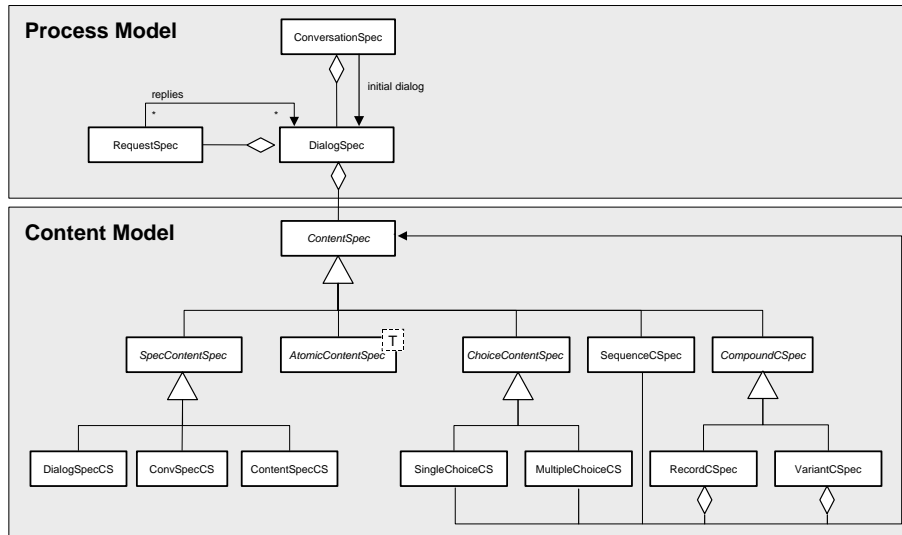 Process Model
ConversationSpec
initial dialog
replies
* *
RequestSpec
DialogSpec
Content Model
ContentSpec
T
SpecContentSpec
AtomicContentSpec
ChoiceContentSpec
SequenceCSpec
CompoundCSpec
DialogSpecCS
ConvSpecCS
ContentSpecCS
SingleChoiceCS
MultipleChoiceCS
RecordCSpec
VariantCSpec